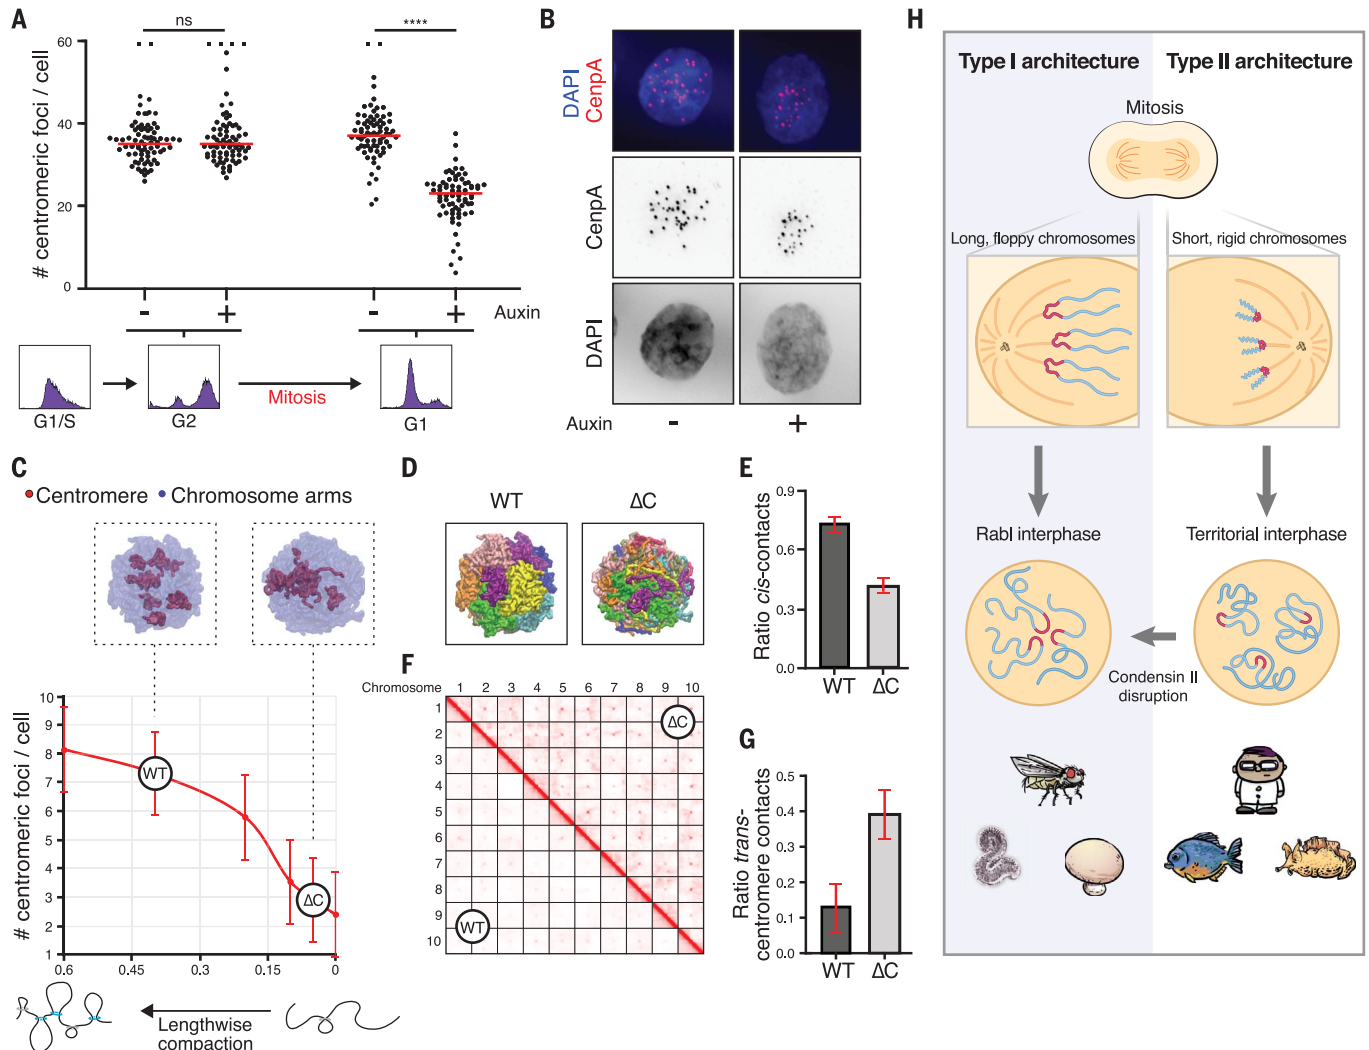 A
ns
****
# centromeric foci / cell
60
40
20
0
-
+
-
+
Auxin
G1/S
G2
Mitosis
G1
B
DAPI
CenpA
CenpA
DAPI
Auxin
-
+
C
Centromere
Chromosome arms
# centromeric foci / cell
10
9
8
7
6
5
4
3
2
1
WT
ΔC
0.6
0.45
0.3
0.15
0
Lengthwise
compaction
D
WT
ΔC
E
Ratio cis-contacts
0.9
0.6
0.3
0.0
WT
ΔC
F
Chromosome
1 2 3 4 5 6 7 8 9 10
1
2
3
4
5
6
7
8
9
10
ΔC
WT
G
Ratio trans-
centromere contacts
0.5
0.4
0.3
0.2
0.1
0.0
WT
ΔC
H
Type I architecture
Type II architecture
Mitosis
Long, floppy chromosomes
Short, rigid chromosomes
Rabl interphase
Territorial interphase
Condensin II
disruption